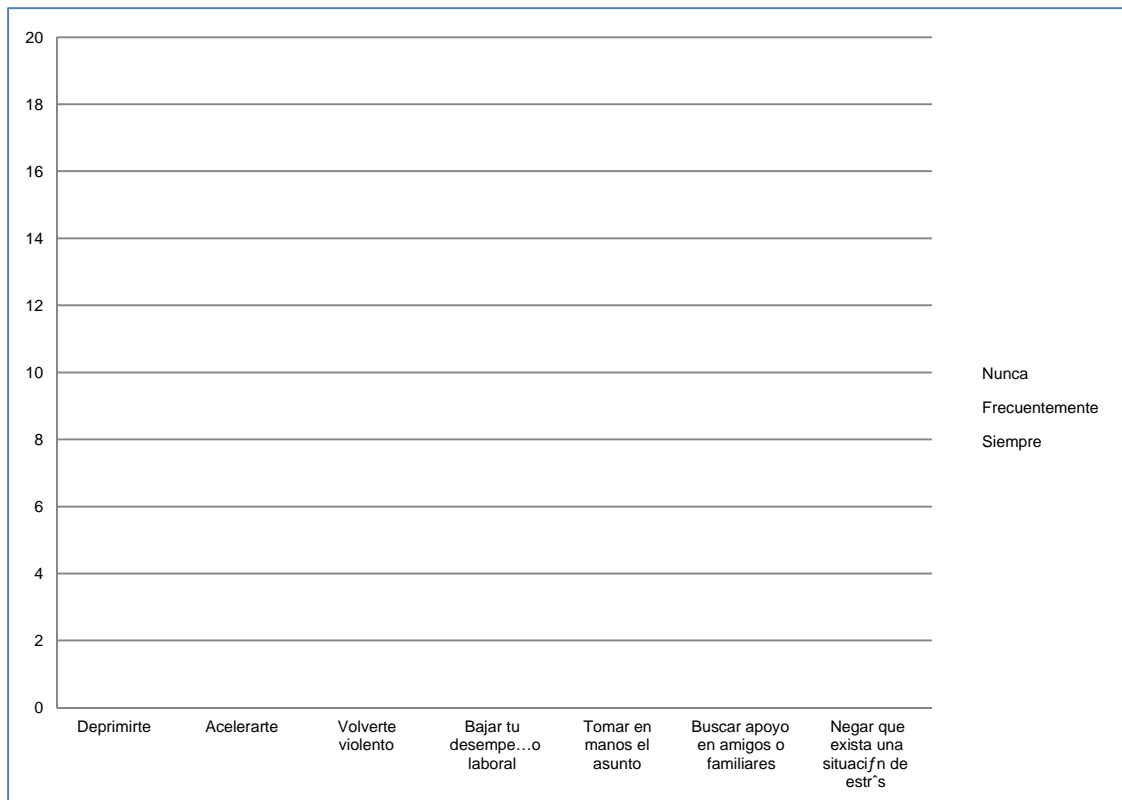 20
18
16
14
12
10
8
6
4
2
0
Deprimirte
Acelerarte
Volverte
violento
Bajar tu
desempe…o
laboral
Tomar en
manos el
asunto
Buscar apoyo
en amigos o
familiares
Negar que
exista una
situaciƒn de
estrˆs
Nunca
Frecuentemente
Siempre